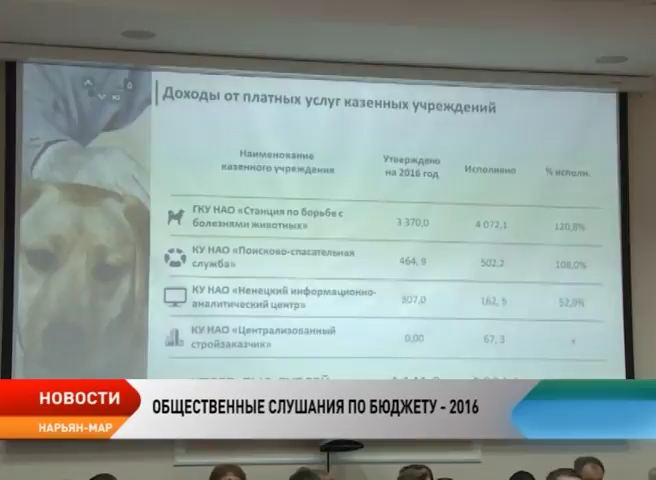 Доходы от платных услуг казенных учреждений
Наименование
казенного учреждения
Утверждено
на 2016 год
Исполнено
% исполн.
ГКУ НАО «Станция по борьбе с
болезнями животных»
3 370,0
4 072,1
120,8%
КУ НАО «Поисково-спасательная
служба»
464, 9
502,2
108,0%
КУ НАО «Ненецкий информационно-
аналитический центр»
307,0
162, 9
52,9%
КУ НАО «Централизованный
стройзаказчик»
0,00
67, 3
х
НОВОСТИ
НАРЬЯН-МАР
ОБЩЕСТВЕННЫЕ СЛУШАНИЯ ПО БЮДЖЕТУ - 2016